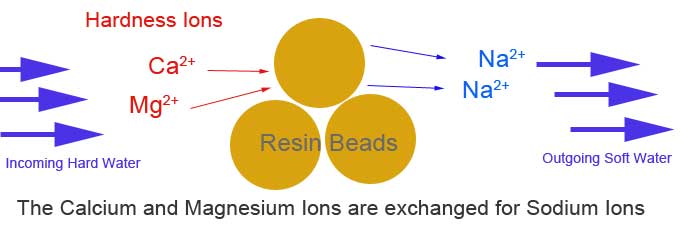 Hardness Ions
Ca²⁺
Mg²⁺
Na²⁺
Na²⁺
Resin Beads
Incoming Hard Water
Outgoing Soft Water
The Calcium and Magnesium Ions are exchanged for Sodium Ions